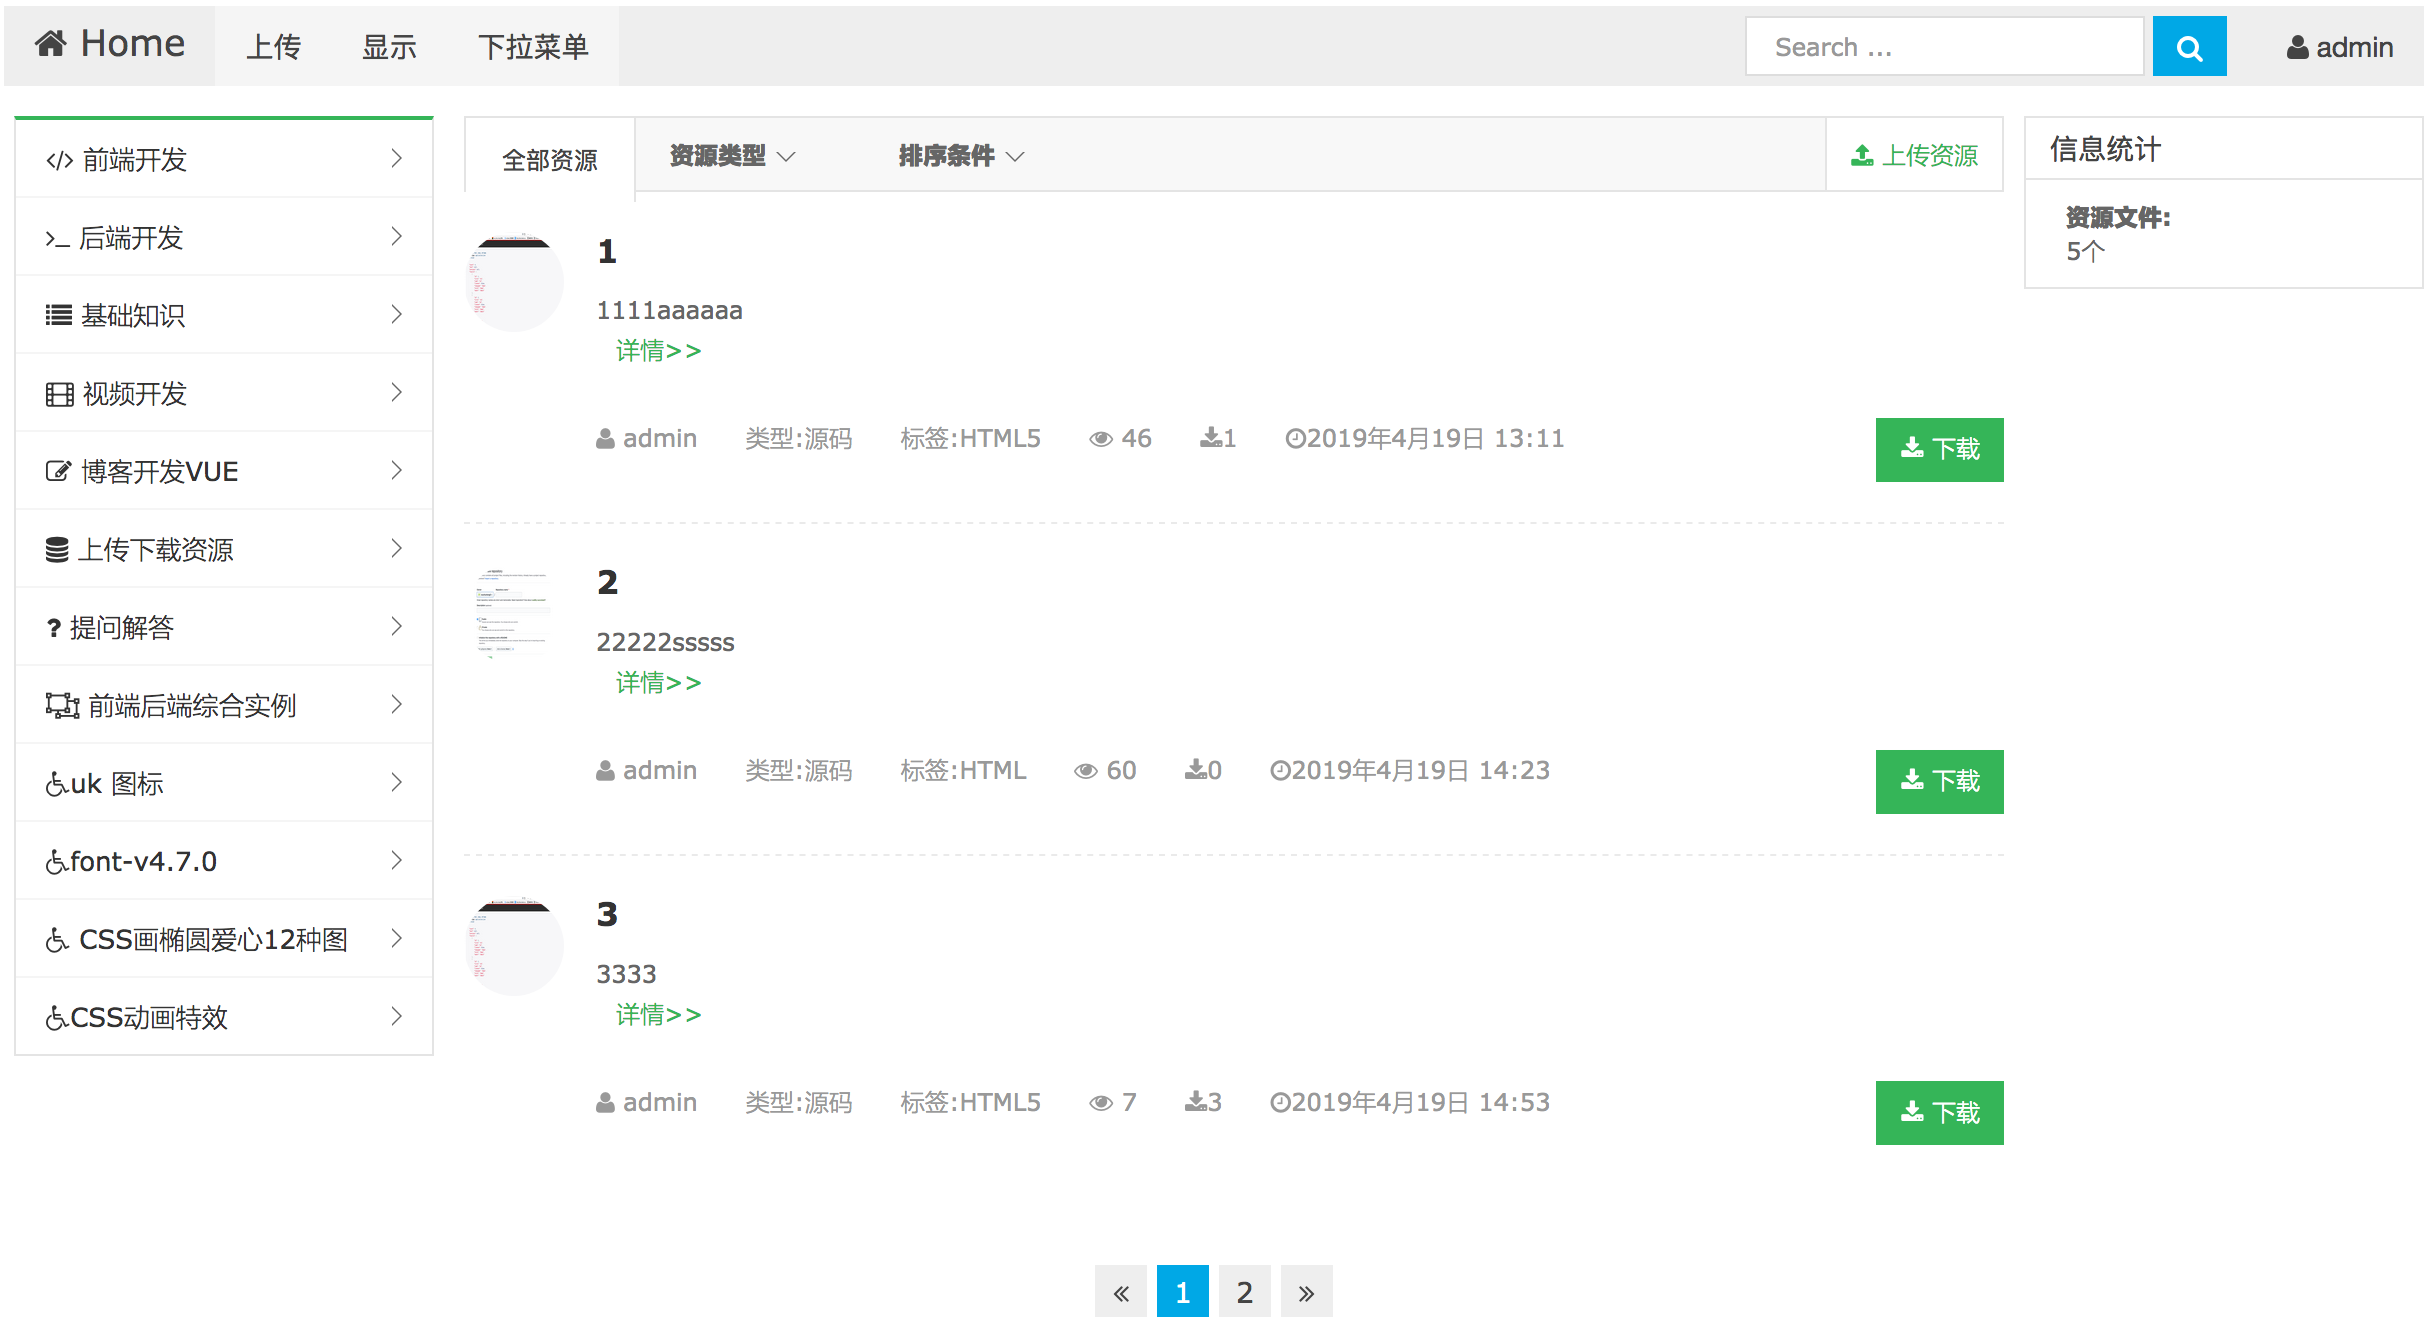 Home 上传 显示 下拉菜单 Search ... admin
前端开发
后端开发
基础知识
视频开发
博客开发VUE
上传下载资源
? 提问解答
前端后端综合实例
uk 图标
font-v4.7.0
CSS画椭圆爱心12种图
CSS动画特效
全部资源 资源类型 排序条件 上传资源
1
1111aaaaaa
详情>>
admin 类型:源码 标签:HTML5 46 1 2019年4月19日 13:11 下载
2
22222sssss
详情>>
admin 类型:源码 标签:HTML 60 0 2019年4月19日 14:23 下载
3
3333
详情>>
admin 类型:源码 标签:HTML5 7 3 2019年4月19日 14:53 下载
« 1 2 »
信息统计
资源文件:
5个